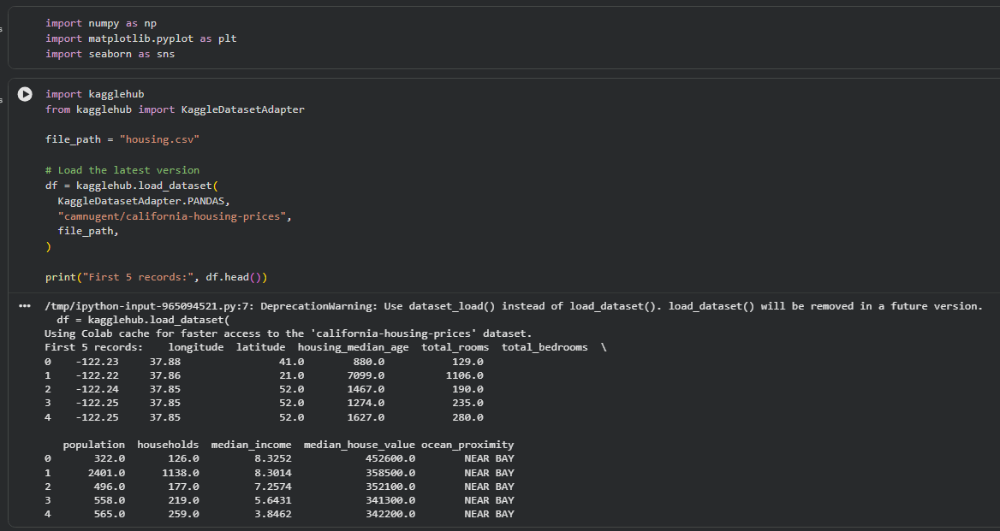 import numpy as np
import matplotlib.pyplot as plt
import seaborn as sns
import kagglehub
from kagglehub import KaggleDatasetAdapter
file_path = "housing.csv"
# Load the latest version
df = kagglehub.load_dataset(
  KaggleDatasetAdapter.PANDAS,
  "camnugent/california-housing-prices",
  file_path,
)
print("First 5 records:", df.head())
/tmp/ipython-input-965094521.py:7: DeprecationWarning: Use dataset_load() instead of load_dataset(). load_dataset() will be removed in a future version.
  df = kagglehub.load_dataset(
Using Colab cache for faster access to the 'california-housing-prices' dataset.
First 5 records:    longitude  latitude  housing_median_age  total_rooms  total_bedrooms  \
0    -122.23     37.88                41.0        880.0           129.0
1    -122.22     37.86                21.0       7099.0          1106.0
2    -122.24     37.85                52.0       1467.0           190.0
3    -122.25     37.85                52.0       1274.0           235.0
4    -122.25     37.85                52.0       1627.0           280.0
   population  households  median_income  median_house_value ocean_proximity
0       322.0       126.0         8.3252            452600.0        NEAR BAY
1      2401.0      1138.0         8.3014            358500.0        NEAR BAY
2       496.0       177.0         7.2574            352100.0        NEAR BAY
3       558.0       219.0         5.6431            341300.0        NEAR BAY
4       565.0       259.0         3.8462            342200.0        NEAR BAY